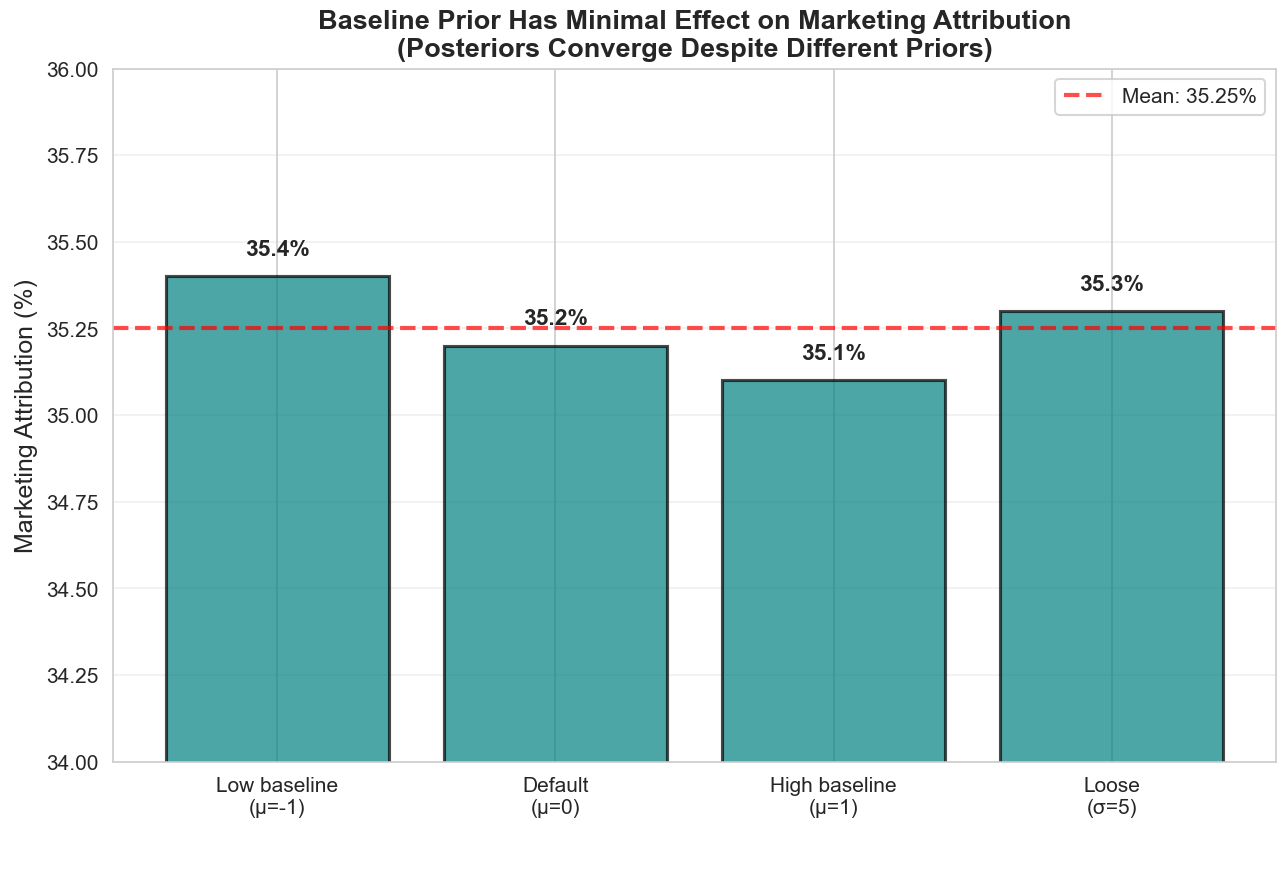 Baseline Prior Has Minimal Effect on Marketing Attribution
(Posteriors Converge Despite Different Priors)
Marketing Attribution (%)
36.00
35.75
35.50
35.25
35.00
34.75
34.50
34.25
34.00
Mean: 35.25%
35.4%
35.2%
35.1%
35.3%
Low baseline
(μ=-1)
Default
(μ=0)
High baseline
(μ=1)
Loose
(σ=5)